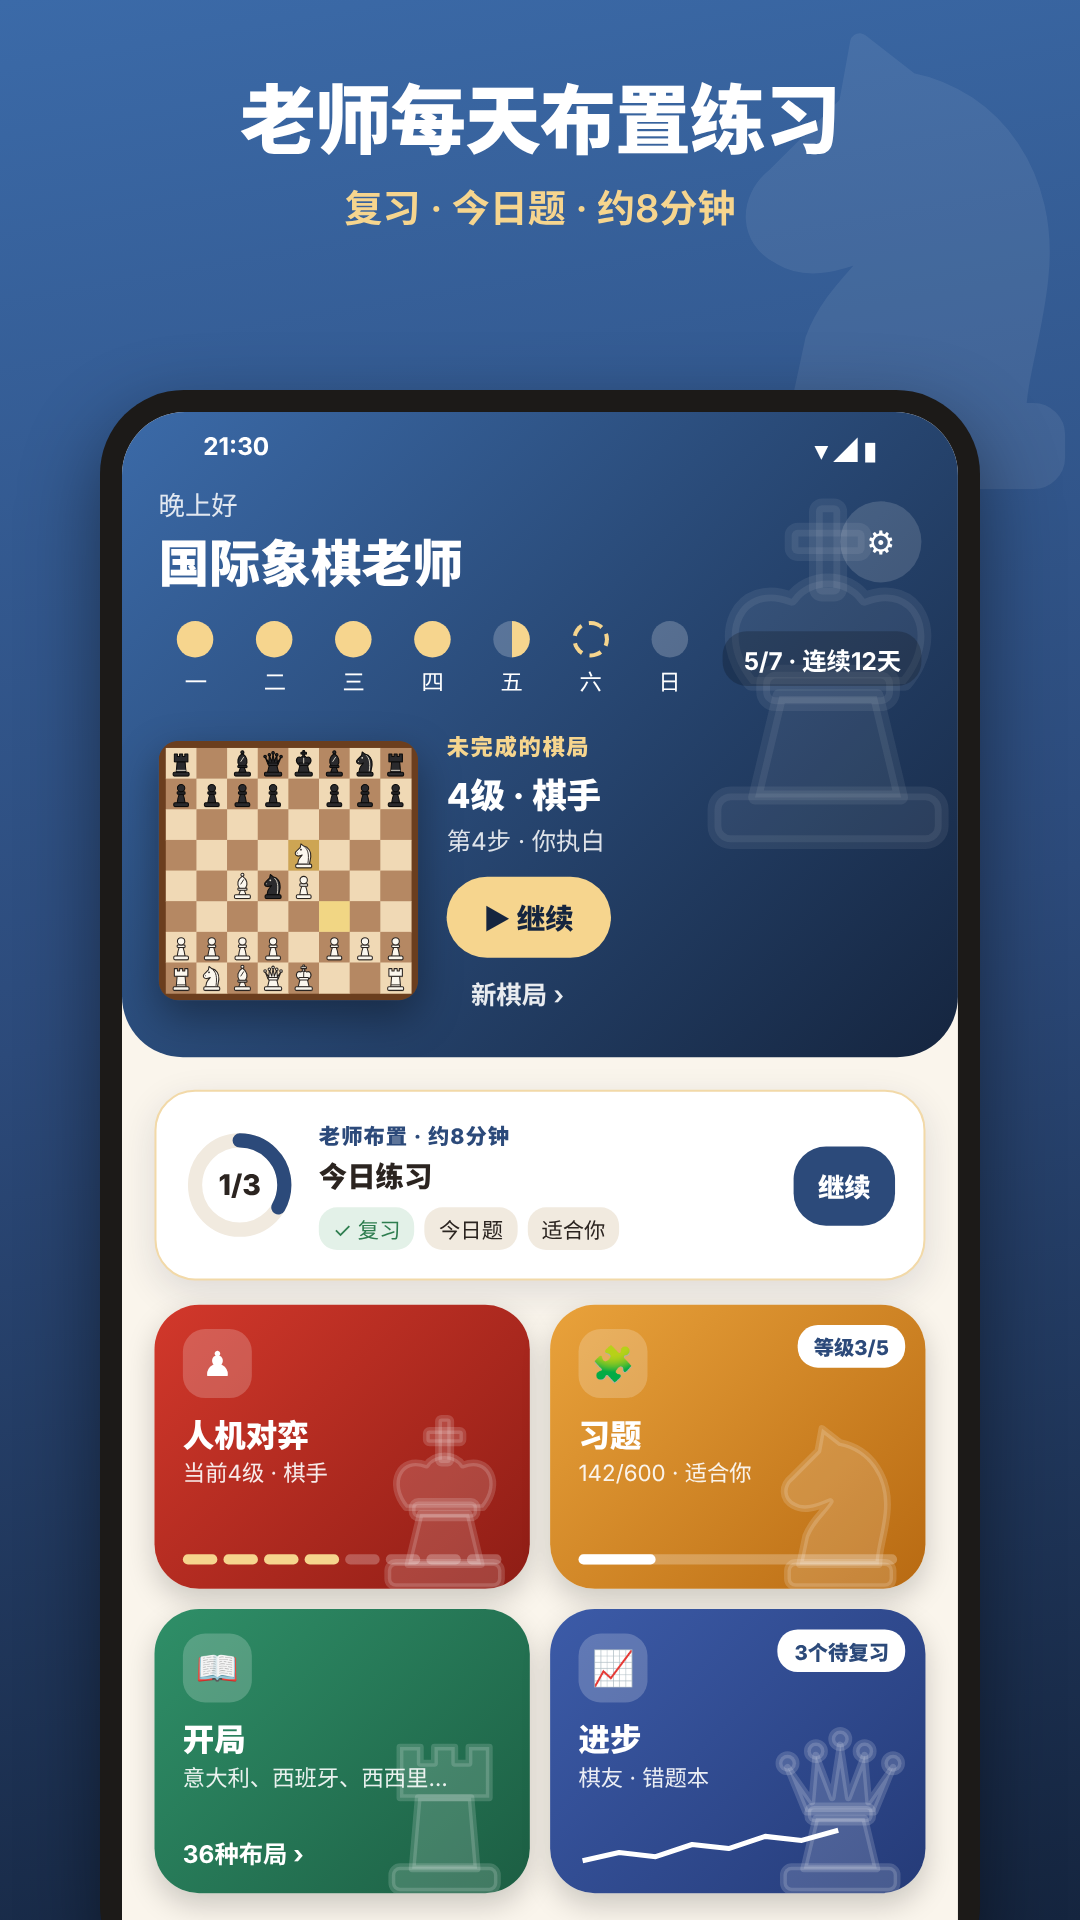 老师每天布置练习
复习 · 今日题 · 约8分钟
21:30
晚上好
国际象棋老师
一 二 三 四 五 六 日
5/7 · 连续12天
未完成的棋局
4级 · 棋手
第4步 · 你执白
▶ 继续
新棋局 ›
老师布置 · 约8分钟
1/3
今日练习
继续
✓ 复习 今日题 适合你
等级3/5
人机对弈
当前4级 · 棋手
习题
142/600 · 适合你
3个待复习
开局
意大利、西班牙、西西里...
36种布局 ›
进步
棋友 · 错题本